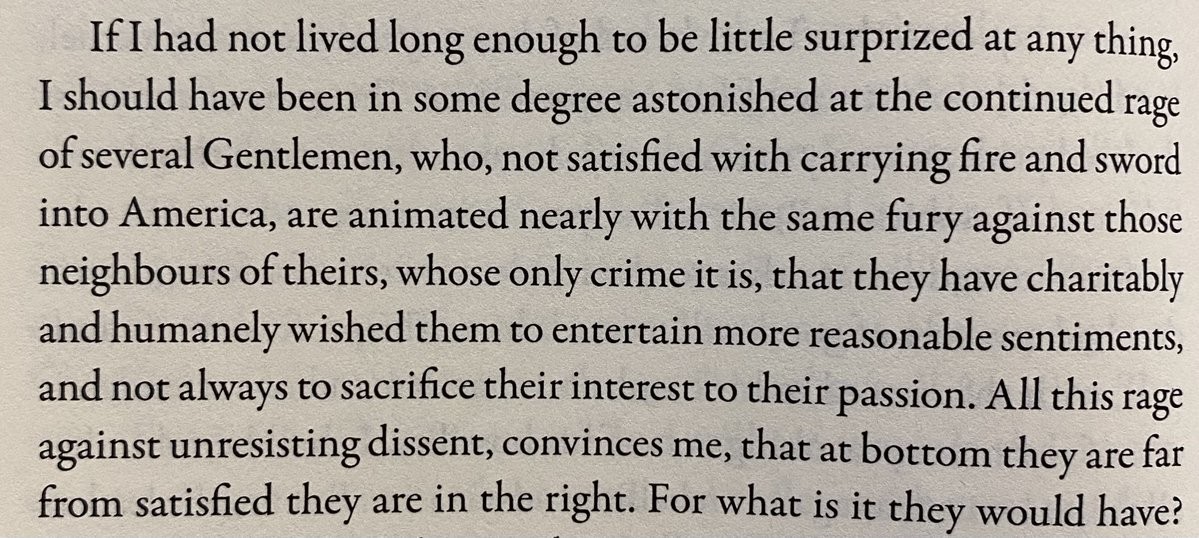 If I had not lived long enough to be little surprized at any thing,
I should have been in some degree astonished at the continued rage
of several Gentlemen, who, not satisfied with carrying fire and sword
into America, are animated nearly with the same fury against those
neighbours of theirs, whose only crime it is, that they have charitably
and humanely wished them to entertain more reasonable sentiments,
and not always to sacrifice their interest to their passion. All this rage
against unresisting dissent, convinces me, that at bottom they are far
from satisfied they are in the right. For what is it they would have?